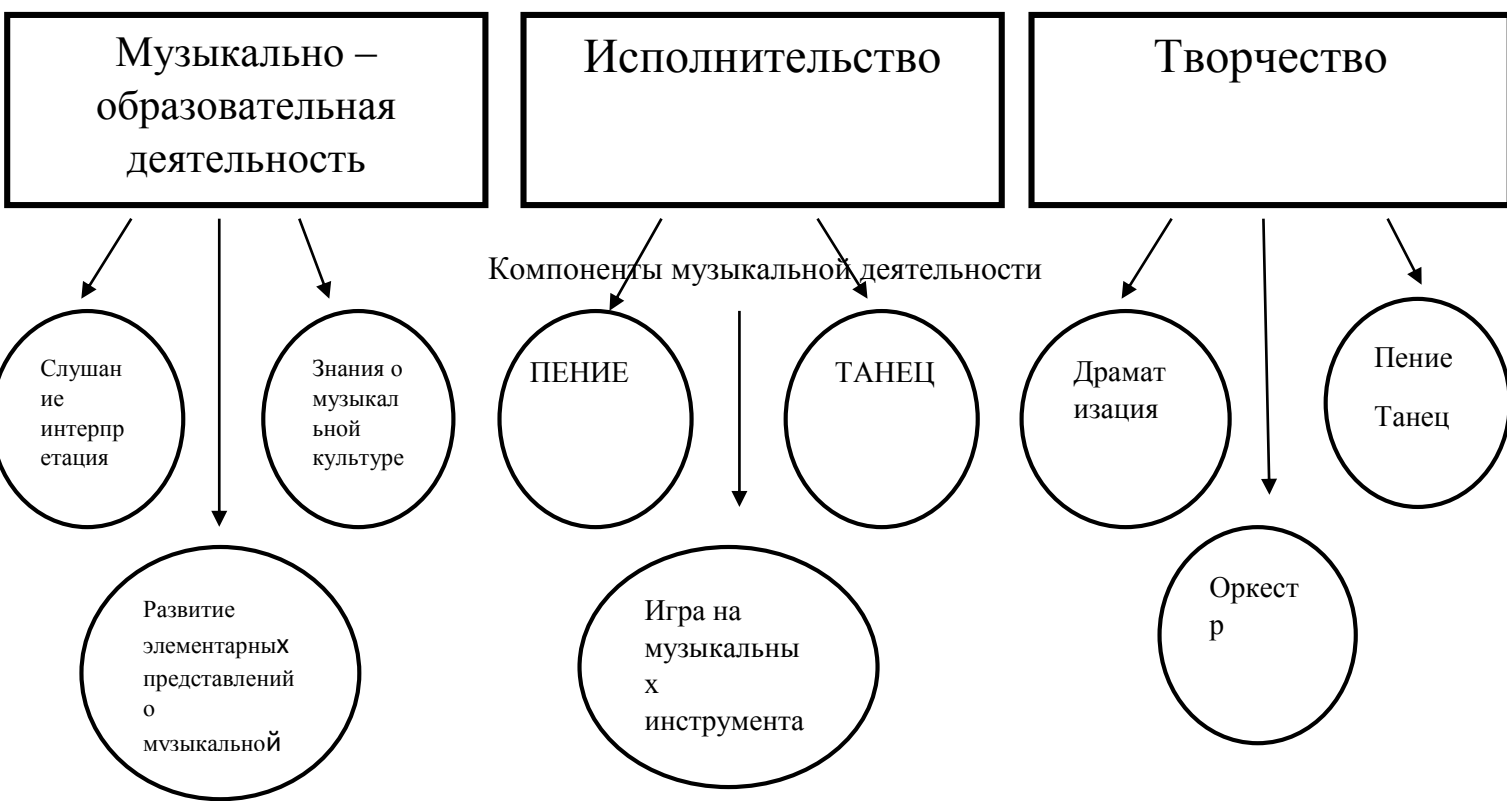 Музыкально –
образовательная
деятельность
Исполнительство
Творчество
Компоненты музыкальной деятельности
Слушан
ие
интерпр
етация
Знания о
музыкал
ьной
культуре
ПЕНИЕ
ТАНЕЦ
Драмат
изация
Пение
Танец
Развитие
элементарных
представлений
о
музыкальной
Игра на
музыкальны
х
инструмента
Оркест
р